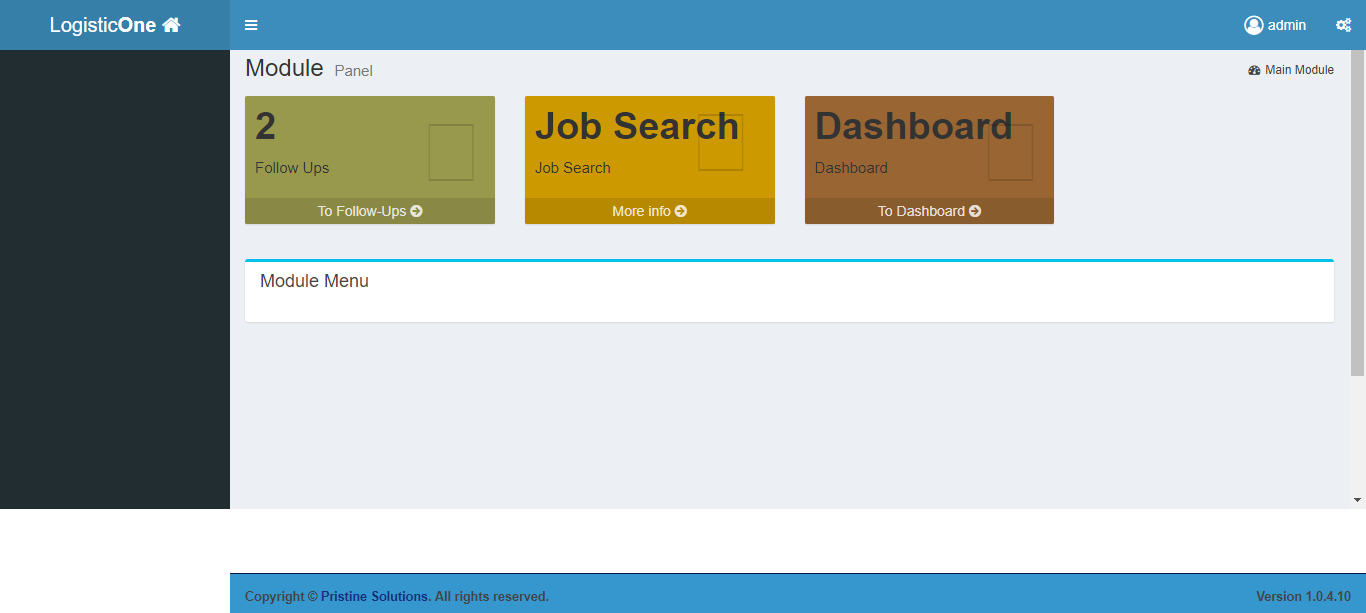 LogisticOne
admin
Module Panel
Main Module
2
Follow Ups
To Follow-Ups
Job Search
Job Search
More info
Dashboard
Dashboard
To Dashboard
Module Menu
Copyright © Pristine Solutions. All rights reserved.
Version 1.0.4.10